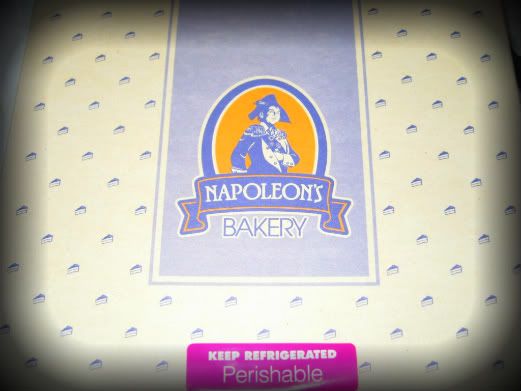 NAPOLEON'S
BAKERY
KEEP REFRIGERATED
Perishable